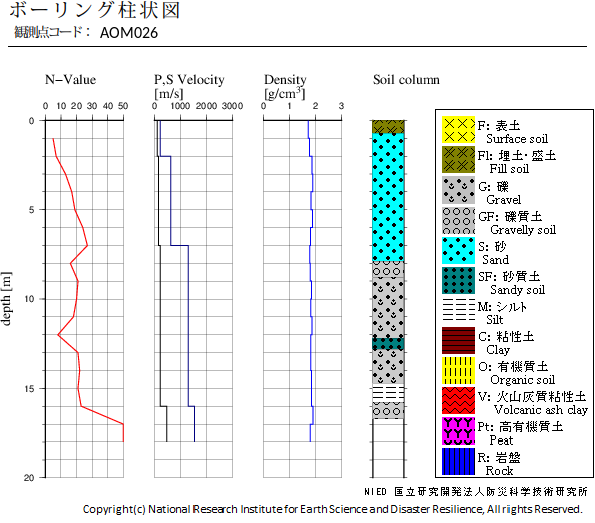 ボーリング柱状図
観測点コード： AOM026
N−Value
P,S Velocity
[m/s]
Density
[g/cm3]
Soil column
0 10 20 30 40 50
0 1000 2000 3000
0 1 2 3
0
5
10
15
20
depth [m]
F: 表土
Surface soil
Fl: 埋土・盛土
Fill soil
G: 礫
Gravel
GF: 礫質土
Gravelly soil
S: 砂
Sand
SF: 砂質土
Sandy soil
M: シルト
Silt
C: 粘性土
Clay
O: 有機質土
Organic soil
V: 火山灰質粘性土
Volcanic ash clay
Pt: 高有機質土
Peat
R: 岩盤
Rock
NIED 国立研究開発法人防災科学技術研究所
Copyright(c) National Research Institute for Earth Science and Disaster Resilience, All rights Reserved.